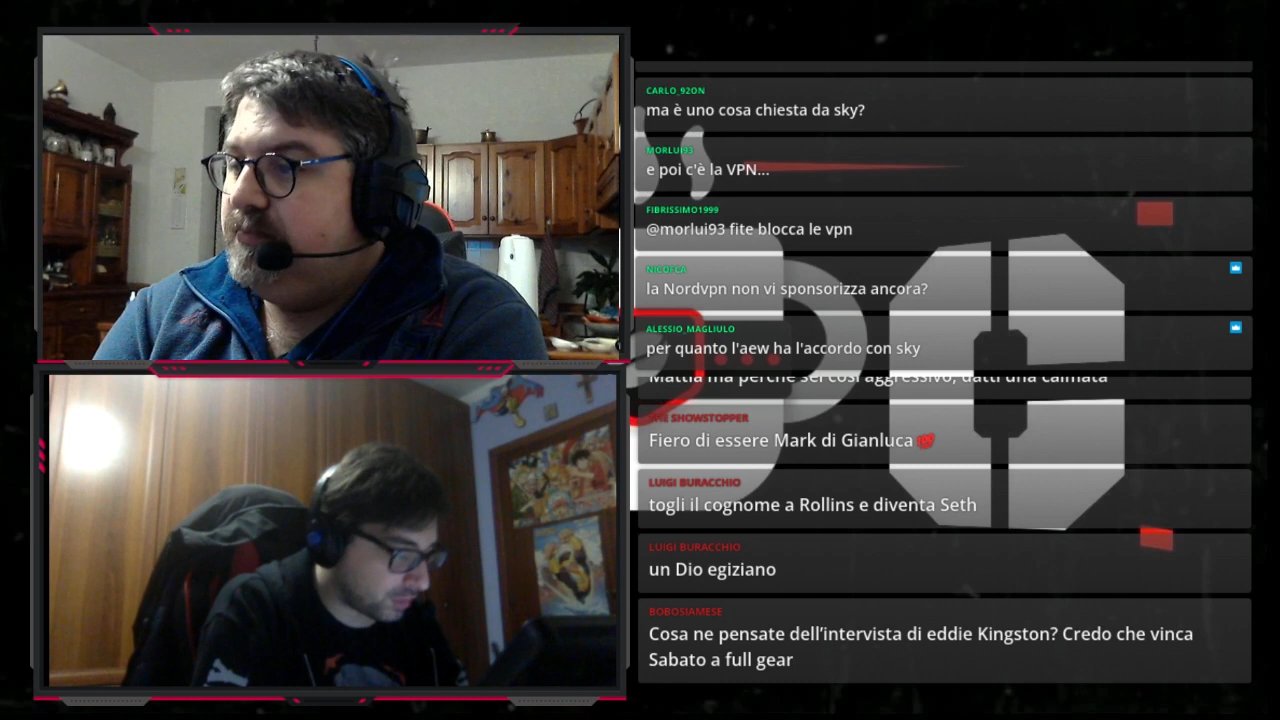 CARLO_92ON
ma è uno cosa chiesta da sky?
MORLUI93
e poi c'è la VPN...
FIBRISSIMO1999
@morlui93 fite blocca le vpn
NICOFCA
la Nordvpn non vi sponsorizza ancora?
ALESSIO_MAGLIULO
per quanto l'aew ha l'accordo con sky
Mattia ma perché sei così aggressivo, datti una calmata
THE SHOWSTOPPER
Fiero di essere Mark di Gianluca 💯
LUIGI BURACCHIO
togli il cognome a Rollins e diventa Seth
LUIGI BURACCHIO
un Dio egiziano
BOBOSIAMESE
Cosa ne pensate dell'intervista di eddie Kingston? Credo che vinca
Sabato a full gear